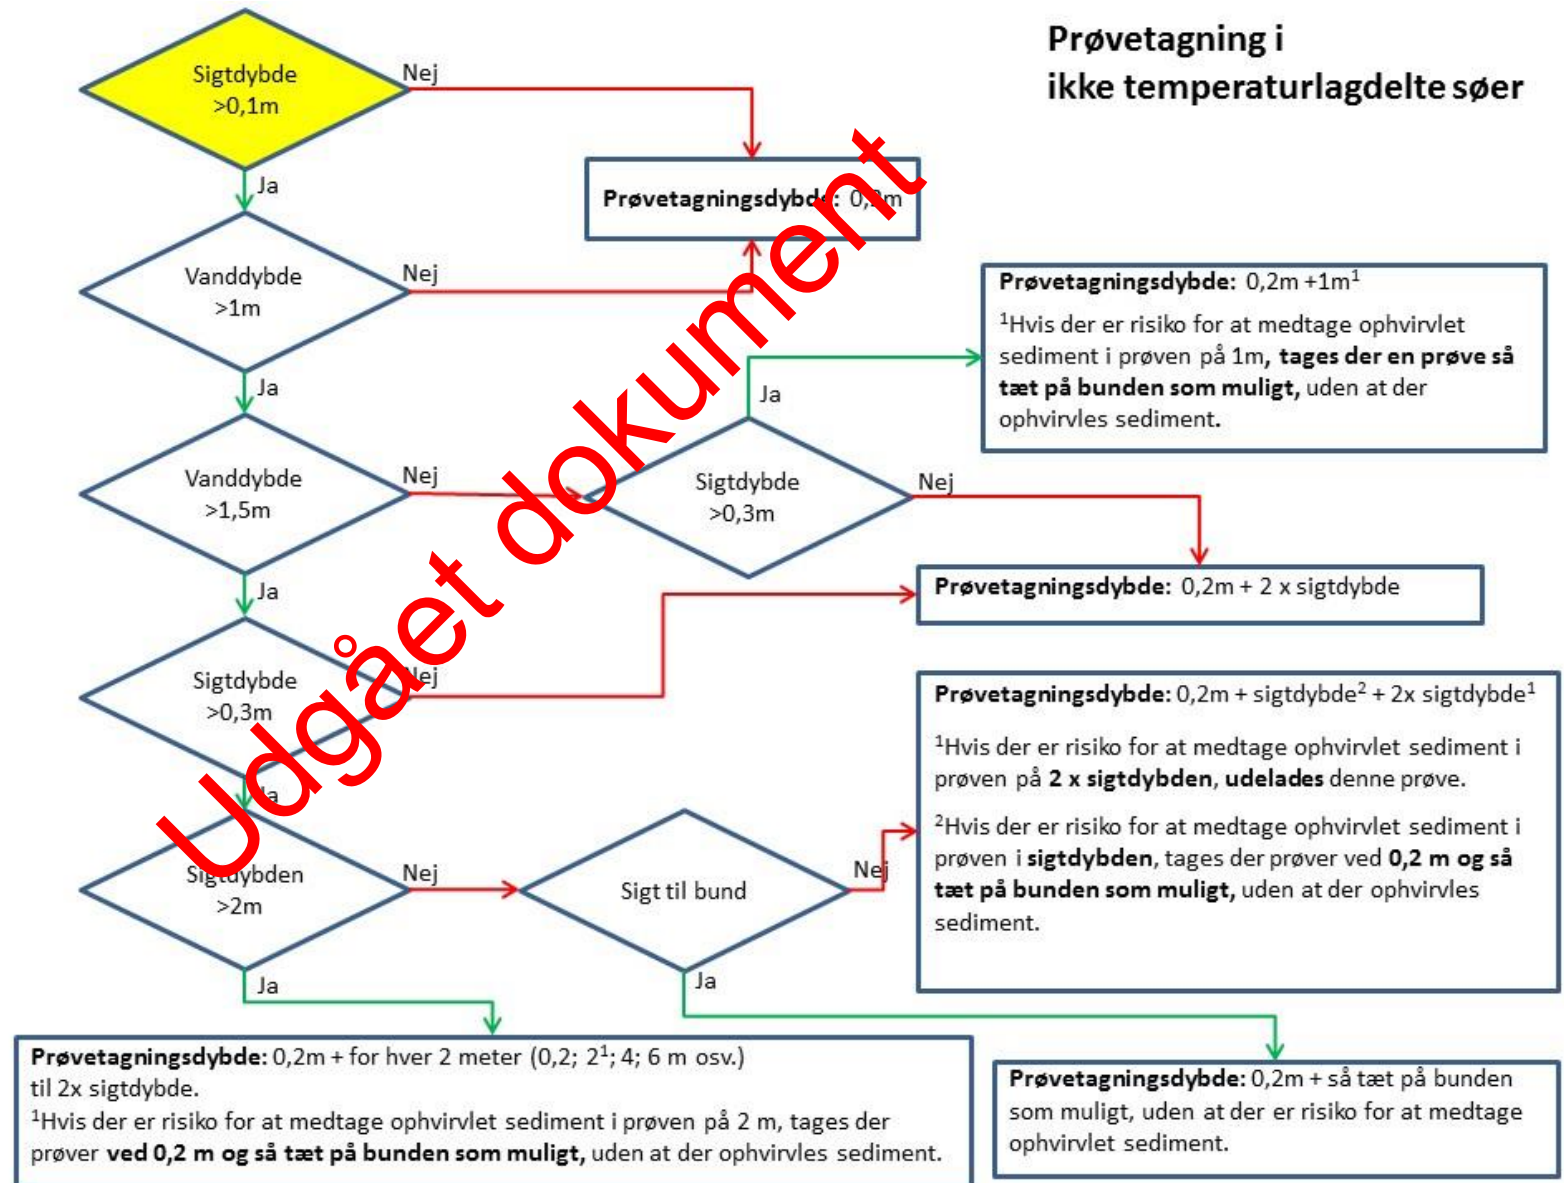 Prøvetagning i
ikke temperaturlagdelte søer
Sigtdybde
>0,1m
Nej
Ja
Prøvetagningsdybde: 0,2m
Vanddybde
>1m
Nej
Ja
Prøvetagningsdybde: 0,2m +1m¹
¹Hvis der er risiko for at medtage ophvirvlet
sediment i prøven på 1m, tages der en prøve så
tæt på bunden som muligt, uden at der
ophvirvles sediment.
Vanddybde
>1,5m
Nej
Ja
Sigtdybde
>0,3m
Ja
Nej
Prøvetagningsdybde: 0,2m + 2 x sigtdybde
Sigtdybde
>0,3m
Nej
Ja
Prøvetagningsdybde: 0,2m + sigtdybde² + 2x sigtdybde¹
¹Hvis der er risiko for at medtage ophvirvlet sediment i
prøven på 2 x sigtdybden, udelades denne prøve.
²Hvis der er risiko for at medtage ophvirvlet sediment i
prøven i sigtdybden, tages der prøver ved 0,2 m og så
tæt på bunden som muligt, uden at der ophvirvles
sediment.
Sigtdybden
>2m
Nej
Ja
Sigt til bund
Nej
Ja
Prøvetagningsdybde: 0,2m + for hver 2 meter (0,2; 2¹; 4; 6 m osv.)
til 2x sigtdybde.
¹Hvis der er risiko for at medtage ophvirvlet sediment i prøven på 2 m, tages der
prøver ved 0,2 m og så tæt på bunden som muligt, uden at der ophvirvles sediment.
Prøvetagningsdybde: 0,2m + så tæt på bunden
som muligt, uden at der er risiko for at medtage
ophvirvlet sediment.
Udgået dokument